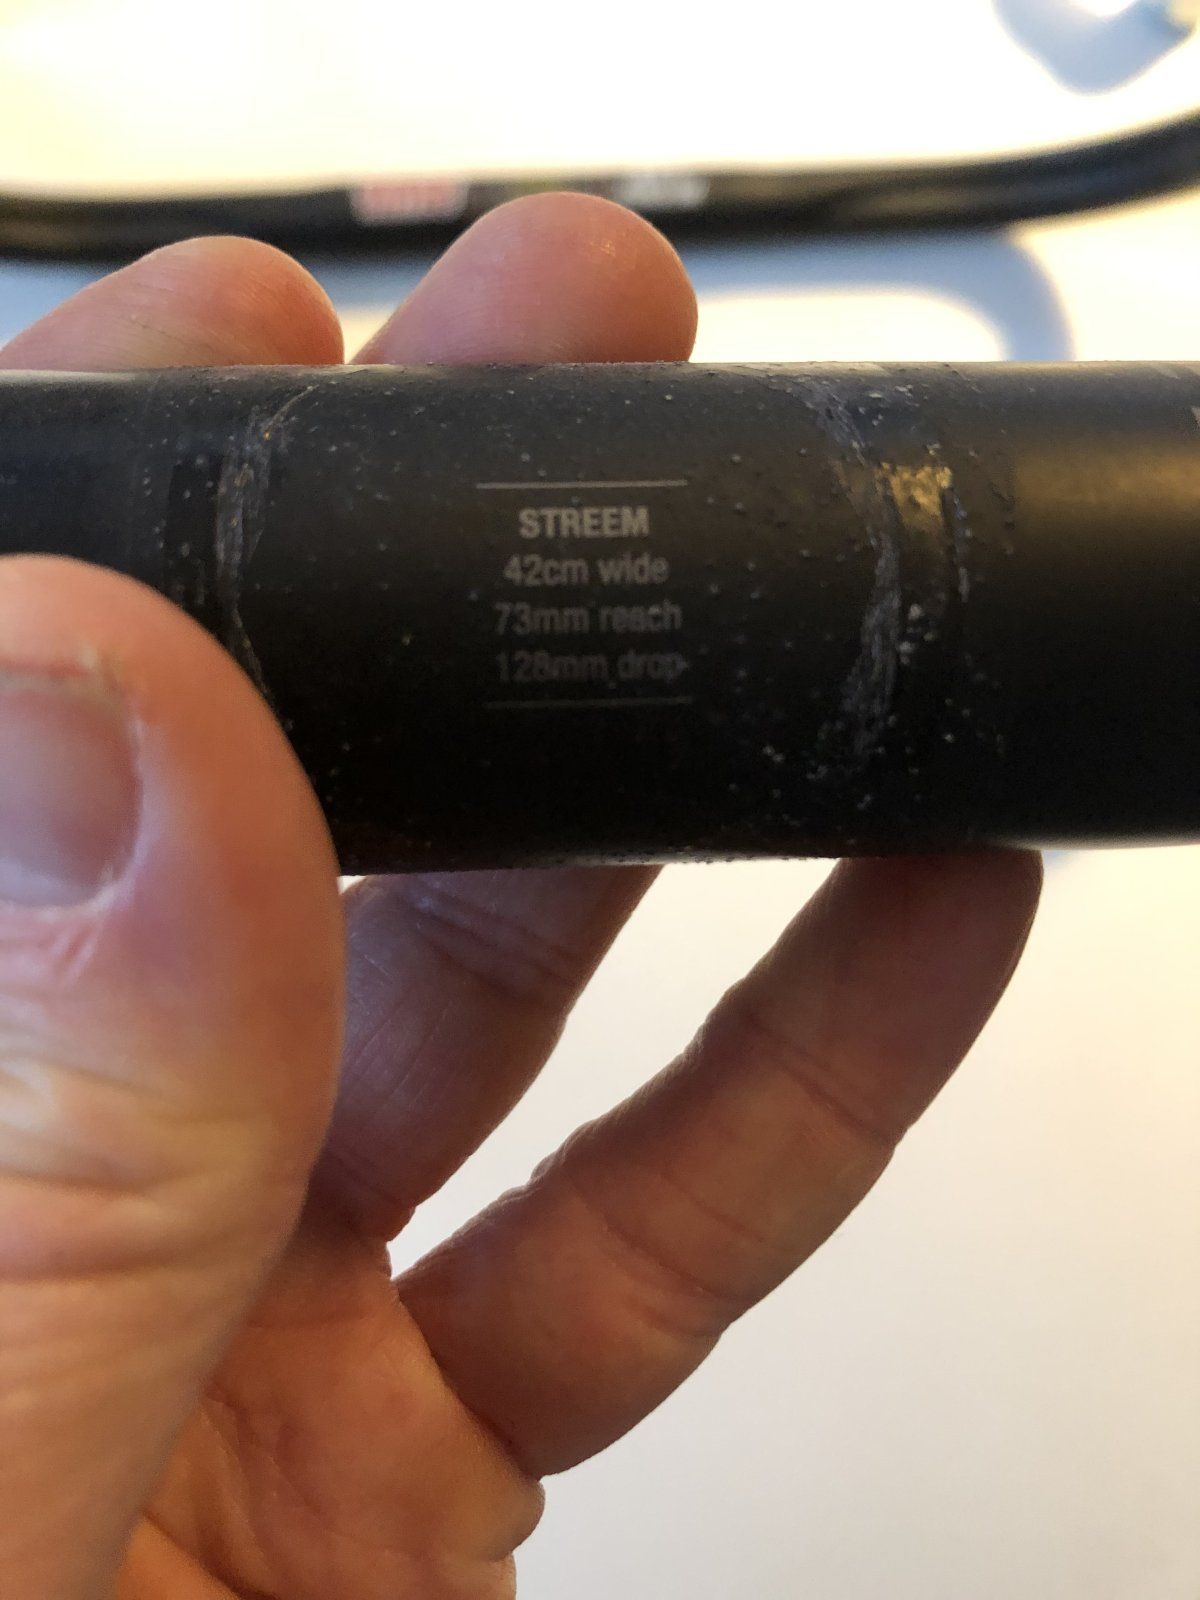 STREEM
42cm wide
73mm reach
128mm drop